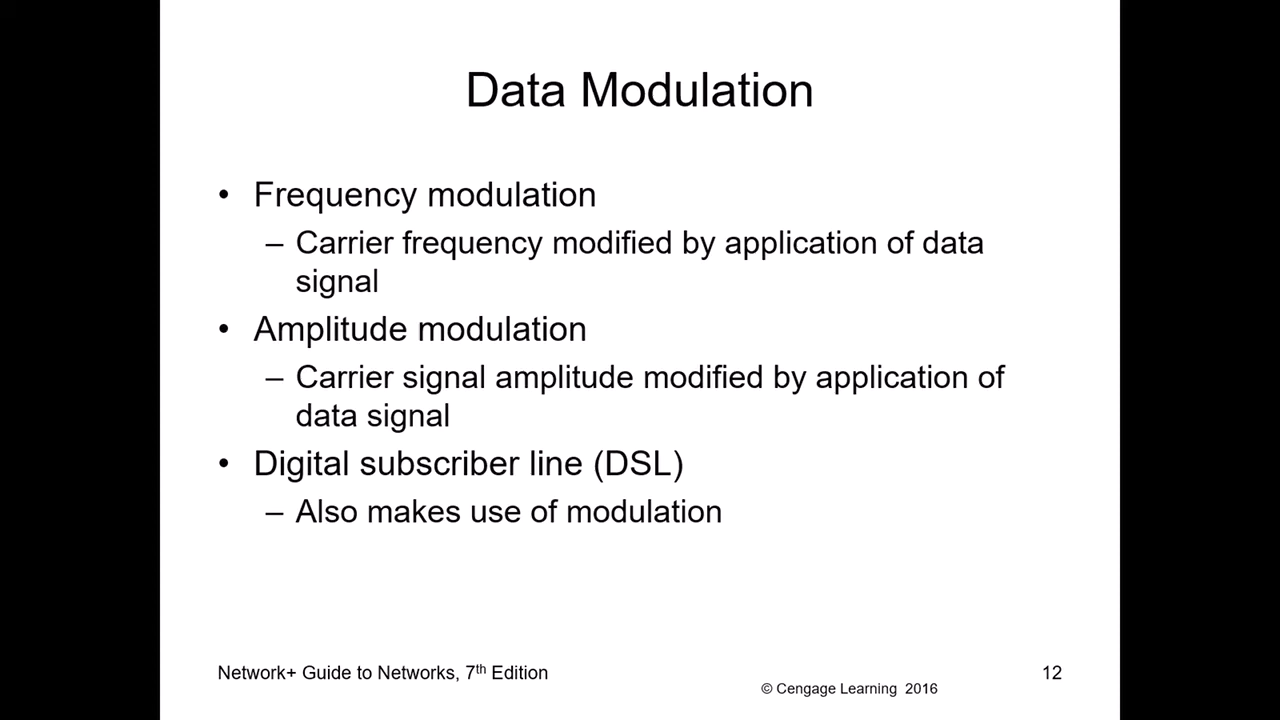 Data Modulation
• Frequency modulation
– Carrier frequency modified by application of data
signal
• Amplitude modulation
– Carrier signal amplitude modified by application of
data signal
• Digital subscriber line (DSL)
– Also makes use of modulation
Network+ Guide to Networks, 7th Edition
12
© Cengage Learning 2016